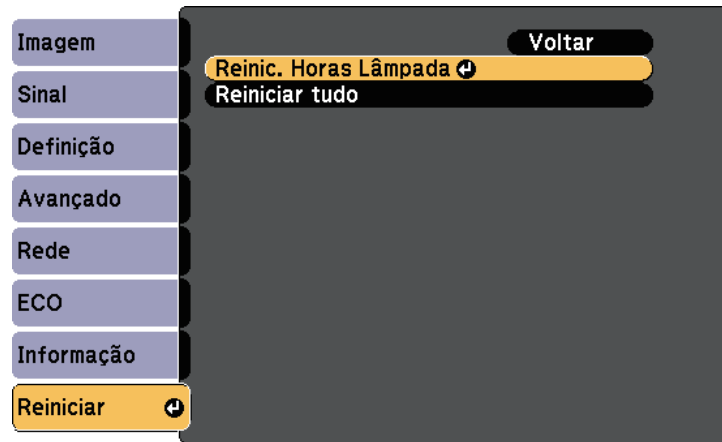 Imagem
Sinal
Definição
Avançado
Rede
ECO
Informação
Reiniciar
Voltar
Reinic. Horas Lâmpada
Reiniciar tudo